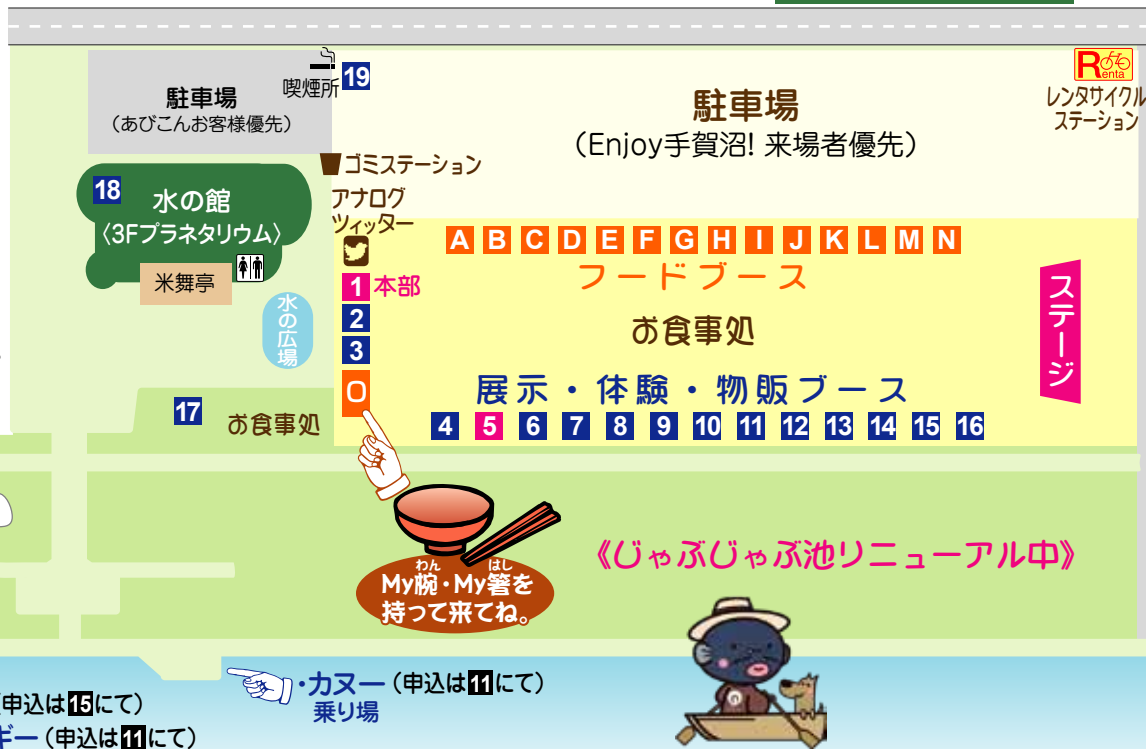 喫煙所
19
駐車場
（あびこんお客様優先）
駐車場
（Enjoy手賀沼! 来場者優先）
Renta
レンタサイクル
ステーション
ゴミステーション
アナログ
ツィッター
18
水の館
〈3Fプラネタリウム〉
米舞亭
水の広場
1 本部
2
3
O
A B C D E F G H I J K L M N
フードブース
お食事処
ステージ
展示・体験・物販ブース
4 5 6 7 8 9 10 11 12 13 14 15 16
17
お食事処
わん はし
My椀・My箸を
持って来てね。
《じゃぶじゃぶ池リニューアル中》
・カヌー（申込は11にて）
乗り場
申込は15にて）
ギー（申込は11にて）